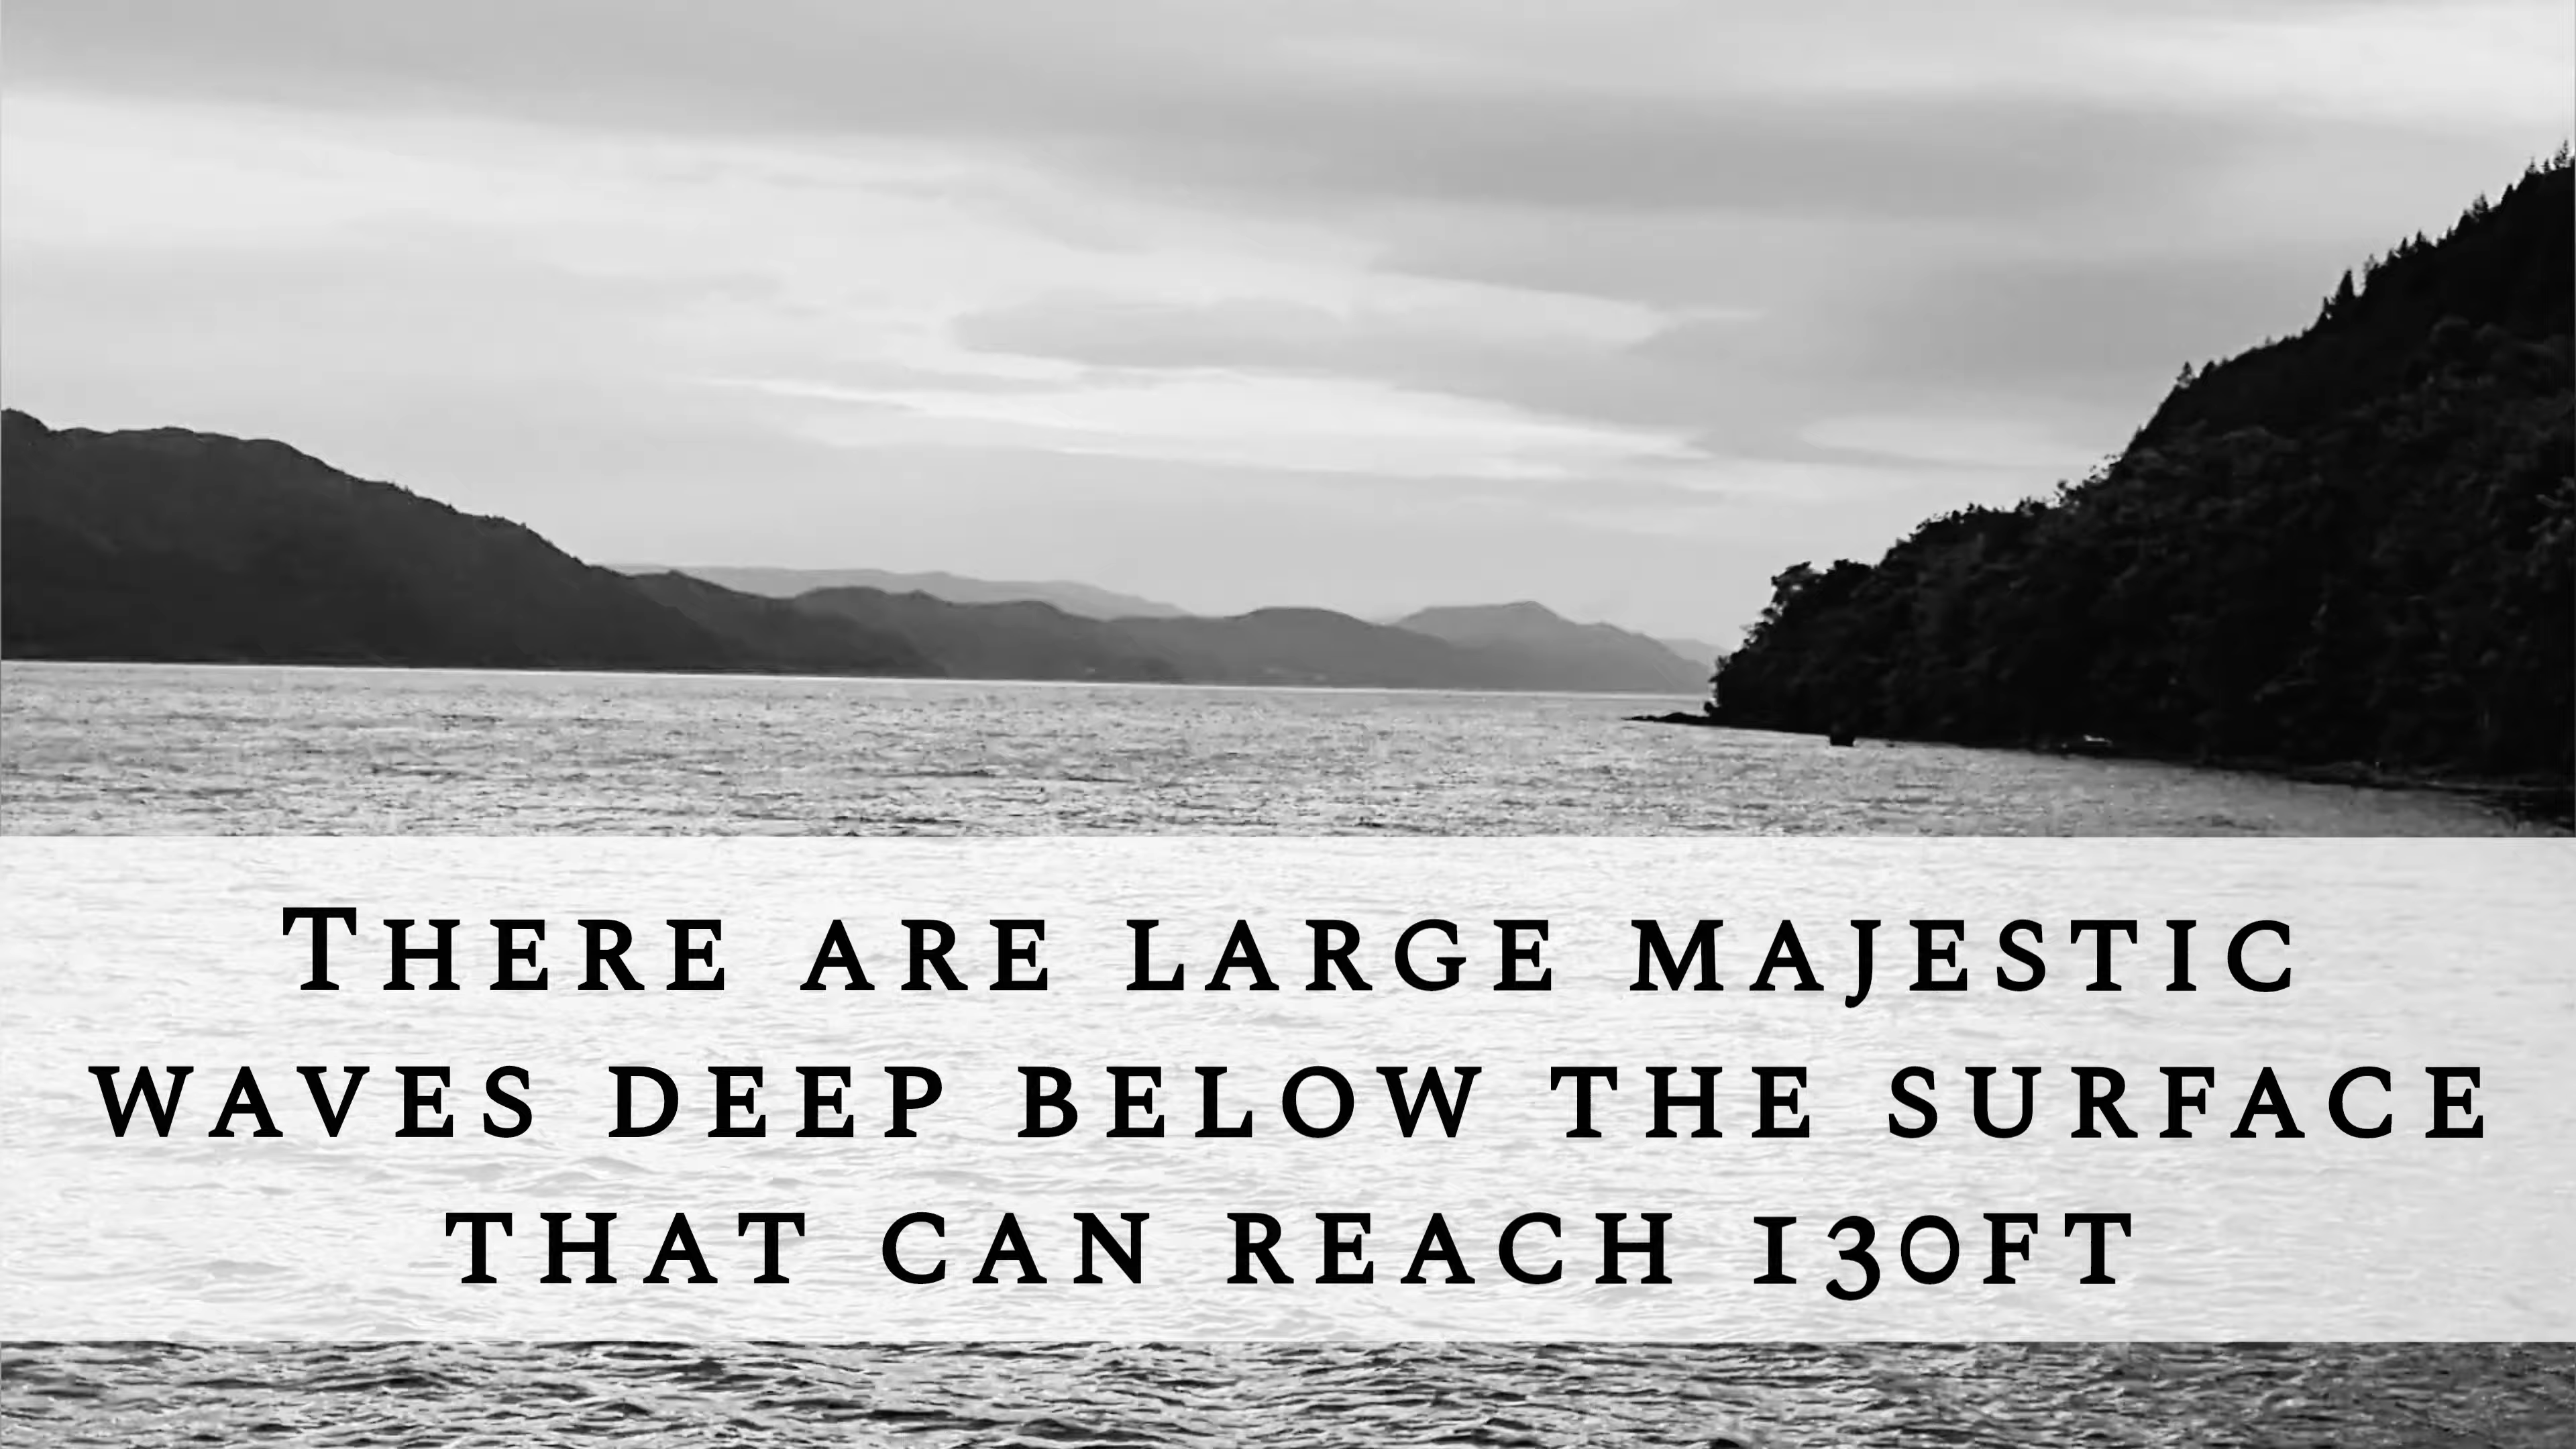 There are large majestic
waves deep below the surface
that can reach 130ft